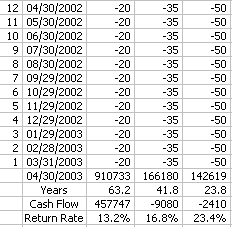 12 04/30/2002 -20 -35 -50
11 05/30/2002 -20 -35 -50
10 06/30/2002 -20 -35 -50
9 07/30/2002 -20 -35 -50
8 08/30/2002 -20 -35 -50
7 09/29/2002 -20 -35 -50
6 10/29/2002 -20 -35 -50
5 11/29/2002 -20 -35 -50
4 12/29/2002 -20 -35 -50
3 01/29/2003 -20 -35 -50
2 02/28/2003 -20 -35 -50
1 03/31/2003 -20 -35 -50
04/30/2003 910733 166180 142619
Years 63.2 41.8 23.8
Cash Flow 457747 -9080 -2410
Return Rate 13.2% 16.8% 23.4%